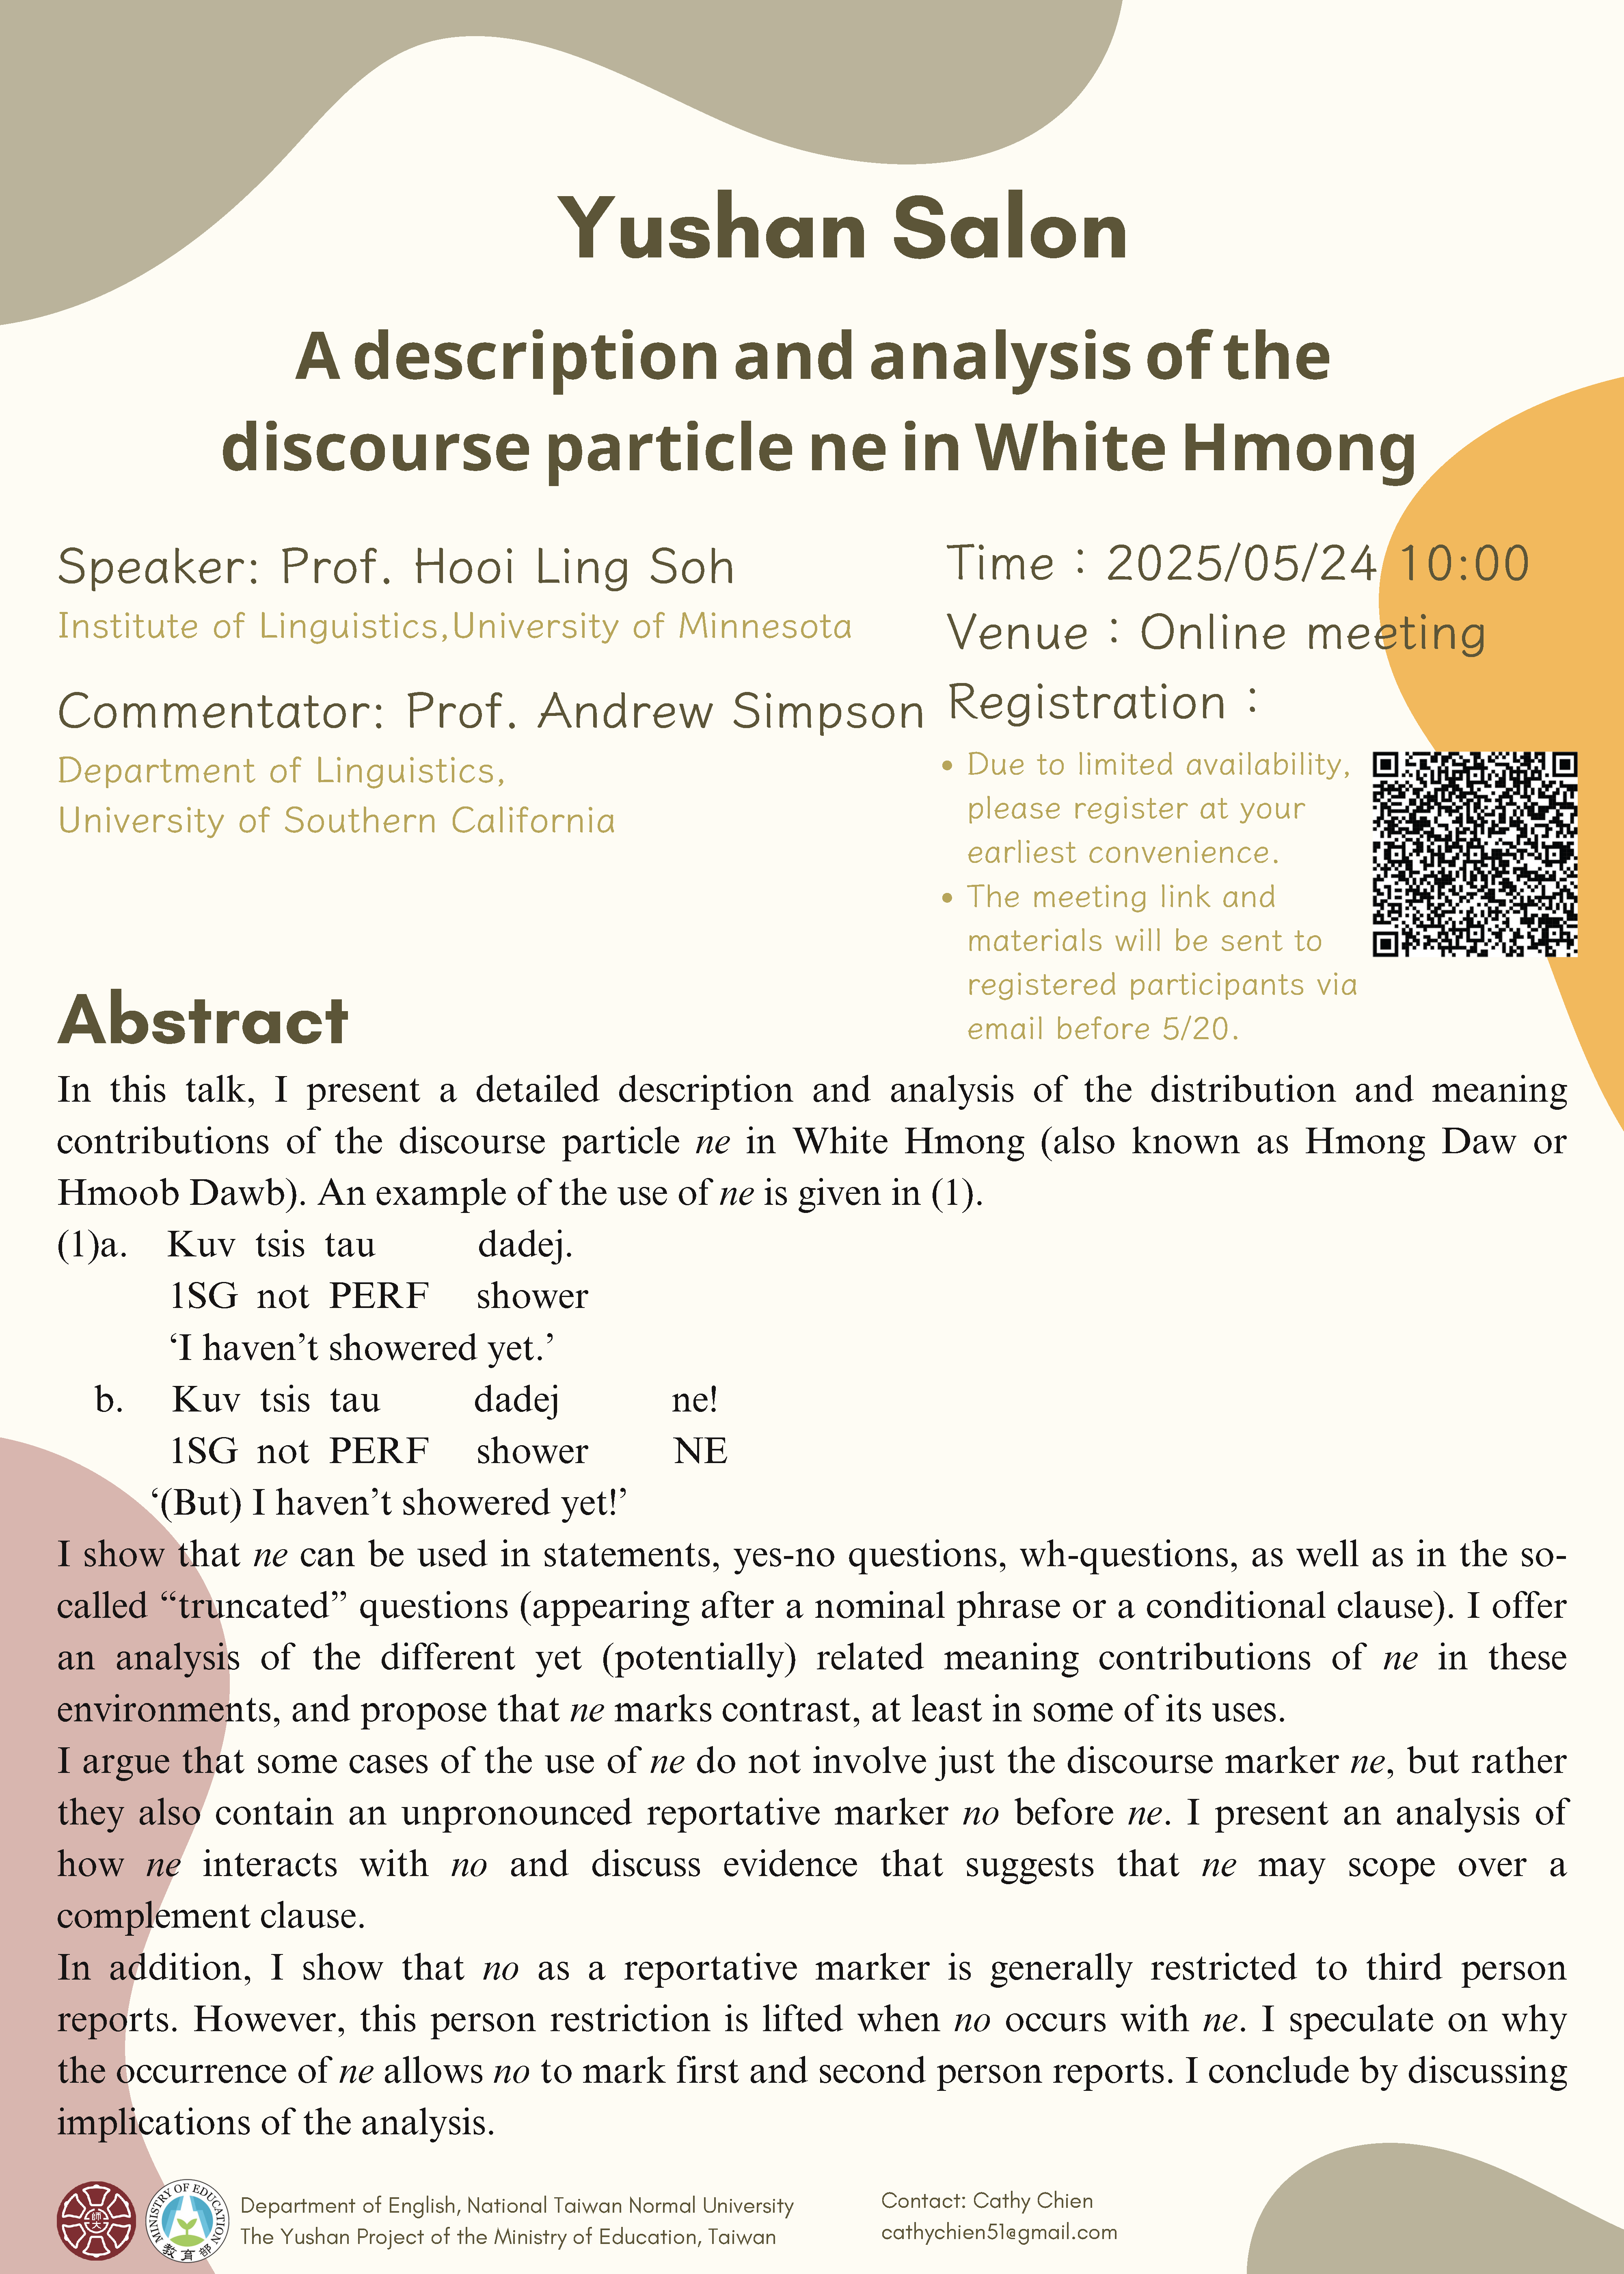 Yushan Salon
A description and analysis of the
discourse particle ne in White Hmong
Speaker: Prof. Hooi Ling Soh
Institute of Linguistics,University of Minnesota
Commentator: Prof. Andrew Simpson
Department of Linguistics,
University of Southern California
Time：2025/05/24 10:00
Venue：Online meeting
Registration：
• Due to limited availability,
please register at your
earliest convenience.
• The meeting link and
materials will be sent to
registered participants via
email before 5/20.
Abstract
In this talk, I present a detailed description and analysis of the distribution and meaning
contributions of the discourse particle ne in White Hmong (also known as Hmong Daw or
Hmoob Dawb). An example of the use of ne is given in (1).
(1)a. Kuv tsis tau dadej.
1SG not PERF shower
‘I haven’t showered yet.’
b. Kuv tsis tau dadej ne!
1SG not PERF shower NE
‘(But) I haven’t showered yet!’
I show that ne can be used in statements, yes-no questions, wh-questions, as well as in the so-
called “truncated” questions (appearing after a nominal phrase or a conditional clause). I offer
an analysis of the different yet (potentially) related meaning contributions of ne in these
environments, and propose that ne marks contrast, at least in some of its uses.
I argue that some cases of the use of ne do not involve just the discourse marker ne, but rather
they also contain an unpronounced reportative marker no before ne. I present an analysis of
how ne interacts with no and discuss evidence that suggests that ne may scope over a
complement clause.
In addition, I show that no as a reportative marker is generally restricted to third person
reports. However, this person restriction is lifted when no occurs with ne. I speculate on why
the occurrence of ne allows no to mark first and second person reports. I conclude by discussing
implications of the analysis.
師大
MINISTRY OF EDUCATION
教育部
Department of English, National Taiwan Normal University
The Yushan Project of the Ministry of Education, Taiwan
Contact: Cathy Chien
cathychien51@gmail.com